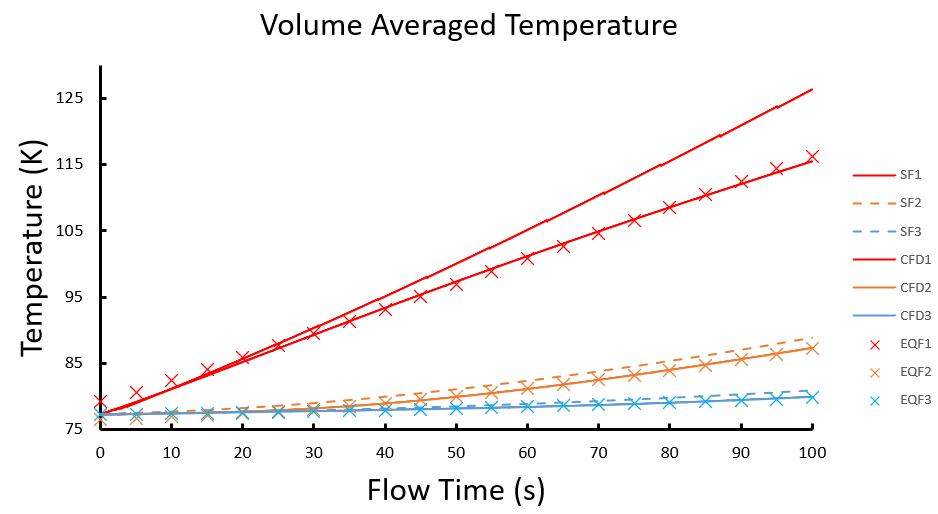 Volume Averaged Temperature
Temperature (K)
125
115
105
95
85
75
0 10 20 30 40 50 60 70 80 90 100
Flow Time (s)
SF1
SF2
SF3
CFD1
CFD2
CFD3
EQF1
EQF2
EQF3